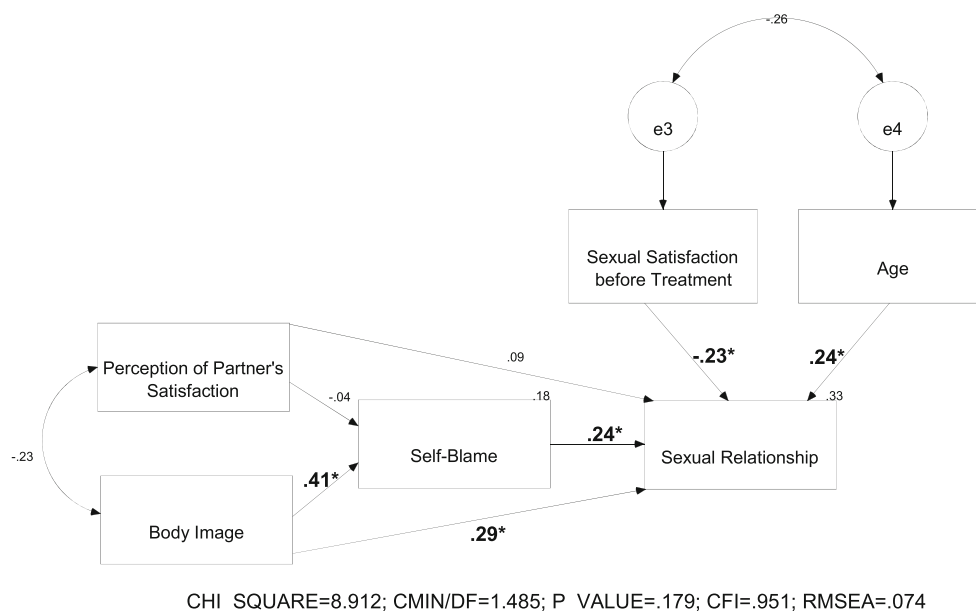 -.26
e3
e4
Sexual Satisfaction
before Treatment
Age
-.23*
.24*
Perception of Partner's
Satisfaction
.09
-.04
.18
.33
-.23
Self-Blame
.24*
Sexual Relationship
.41*
Body Image
.29*
CHI SQUARE=8.912; CMIN/DF=1.485; P VALUE=.179; CFI=.951; RMSEA=.074